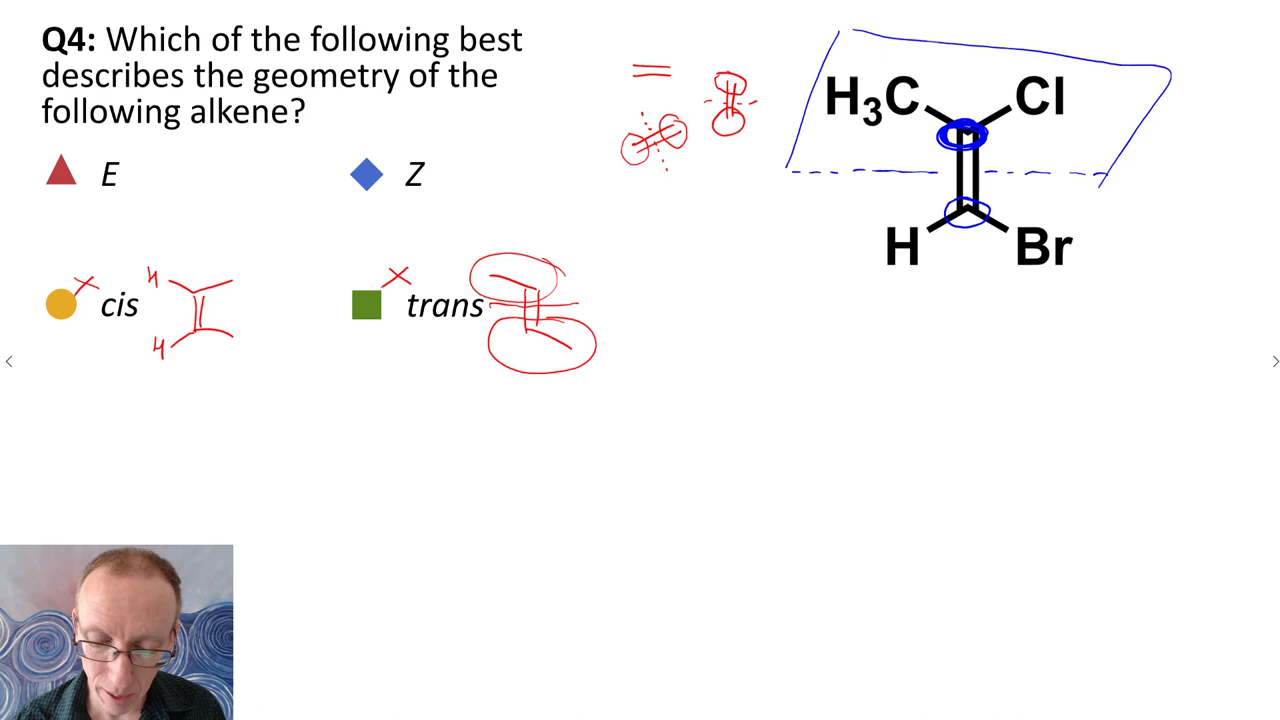 Q4: Which of the following best
describes the geometry of the
following alkene?
E
Z
cis
H
H
trans
H₃C
Cl
H
Br